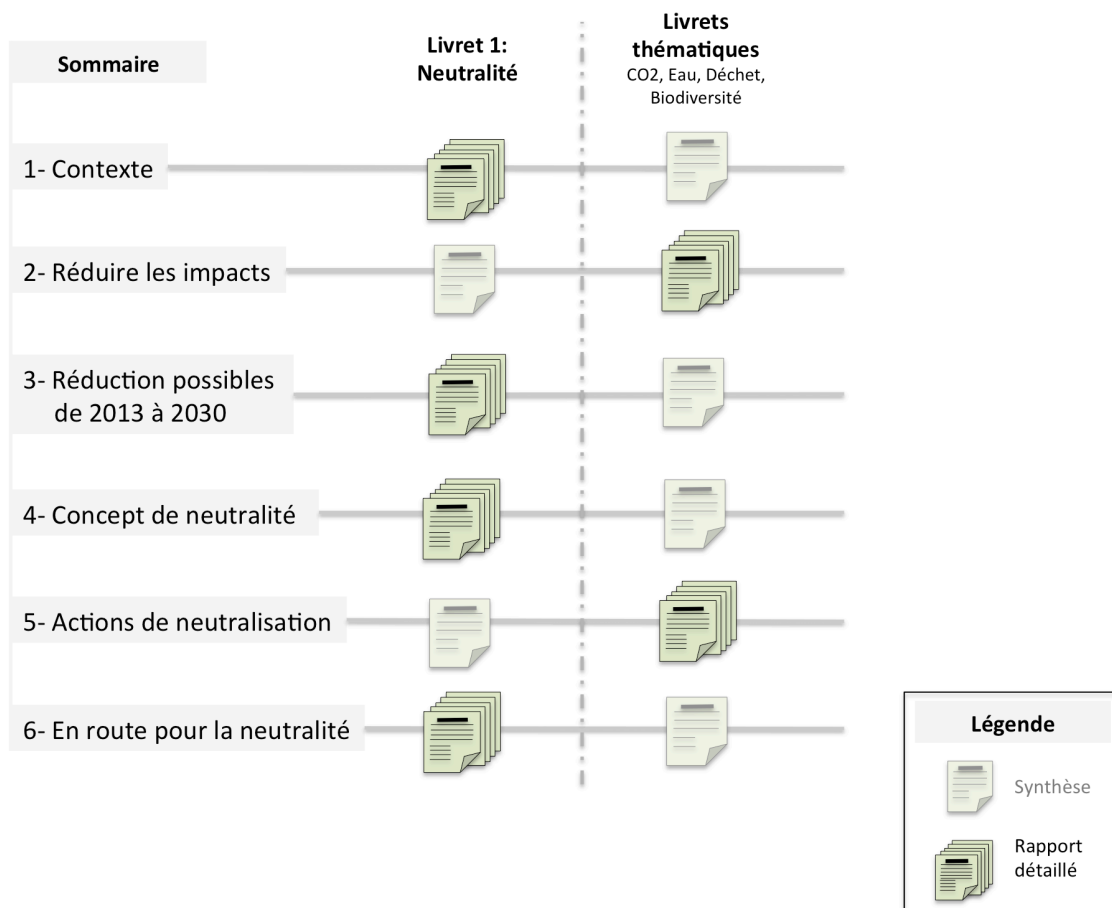 Sommaire
Livret 1:
Neutralité
Livrets
thématiques
CO2, Eau, Déchet,
Biodiversité
1- Contexte
2- Réduire les impacts
3- Réduction possibles
de 2013 à 2030
4- Concept de neutralité
5- Actions de neutralisation
6- En route pour la neutralité
Légende
Synthèse
Rapport
détaillé